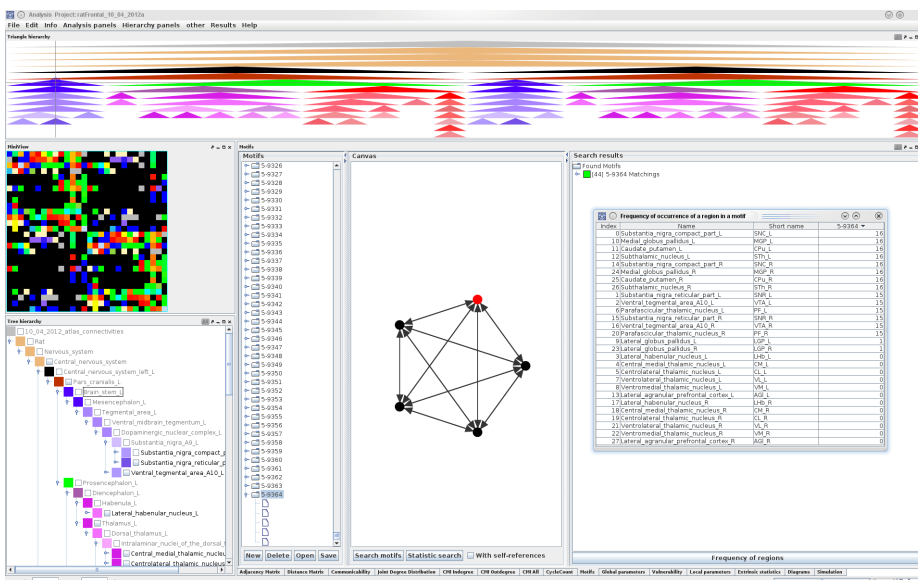 Analysis Project:ratFrontal_10_04_2012a
File Edit Info Analysis panels Hierarchy panels other Results Help
Triangle hierarchy
MiniView
Tree hierarchy
10_04_2012_atlas_connectivities
Rat
Nervous_system
Central_nervous_system
Central_nervous_system_left_L
Pars_cranialis_L
Brain_stem_L
Mesencephalon_L
Tegmental_area_L
Ventral_midbrain_tegmentum_L
Dopaminergic_nuclear_complex_L
Substantia_nigra_A9_L
Substantia_nigra_compact_p
Substantia_nigra_reticular_p
Ventral_tegmental_area_A10_L
Prosencephalon_L
Diencephalon_L
Habenula_L
Lateral_habenular_nucleus_L
Thalamus_L
Dorsal_thalamus_L
Intralaminar_nuclei_of_the_dorsal_t
Central_medial_thalamic_nucleu
Centrolateral_thalamic_nucleus
Motifs
Motifs
5-9326
5-9327
5-9328
5-9329
5-9330
5-9331
5-9332
5-9333
5-9334
5-9335
5-9336
5-9337
5-9338
5-9339
5-9340
5-9341
5-9342
5-9343
5-9344
5-9345
5-9346
5-9347
5-9348
5-9349
5-9350
5-9351
5-9352
5-9353
5-9354
5-9355
5-9356
5-9357
5-9358
5-9359
5-9360
5-9361
5-9362
5-9363
5-9364
New Delete Open Save
Canvas
Search motifs Statistic search With self-references
Search results
Found Motifs
[44] 5-9364 Matchings
Frequency of occurrence of a region in a motif
Index Name Short name 5-9364
0 Substantia_nigra_compact_part_L SNC_L 16
10 Medial_globus_pallidus_L MGP_L 16
11 Caudate_putamen_L CPu_L 16
12 Subthalamic_nucleus_L STh_L 16
14 Substantia_nigra_compact_part_R SNC_R 16
24 Medial_globus_pallidus_R MGP_R 16
25 Caudate_putamen_R CPu_R 16
26 Subthalamic_nucleus_R STh_R 16
1 Substantia_nigra_reticular_part_L SNR_L 15
2 Ventral_tegmental_area_A10_L VTA_L 15
6 Parafascicular_thalamic_nucleus_L PF_L 15
15 Substantia_nigra_reticular_part_R SNR_R 15
16 Ventral_tegmental_area_A10_R VTA_R 15
20 Parafascicular_thalamic_nucleus_R PF_R 15
9 Lateral_globus_pallidus_L LGP_L 1
23 Lateral_globus_pallidus_R LGP_R 1
3 Lateral_habenular_nucleus_L LHb_L 0
4 Central_medial_thalamic_nucleus_L CM_L 0
5 Centrolateral_thalamic_nucleus_L CL_L 0
7 Ventrolateral_thalamic_nucleus_L VL_L 0
8 Ventromedial_thalamic_nucleus_L VM_L 0
13 Lateral_agranular_prefrontal_cortex_L AGl_L 0
17 Lateral_habenular_nucleus_R LHb_R 0
18 Central_medial_thalamic_nucleus_R CM_R 0
19 Centrolateral_thalamic_nucleus_R CL_R 0
21 Ventrolateral_thalamic_nucleus_R VL_R 0
22 Ventromedial_thalamic_nucleus_R VM_R 0
27 Lateral_agranular_prefrontal_cortex_R AGl_R 0
Frequency of regions
Adjacency Matrix Distance Matrix Communicability Joint Degree Distribution CMI Indegree CMI Outdegree CMI All CycleCount Motifs Global parameters Vulnerability Local parameters Extrinsic statistics Diagrams Simulation